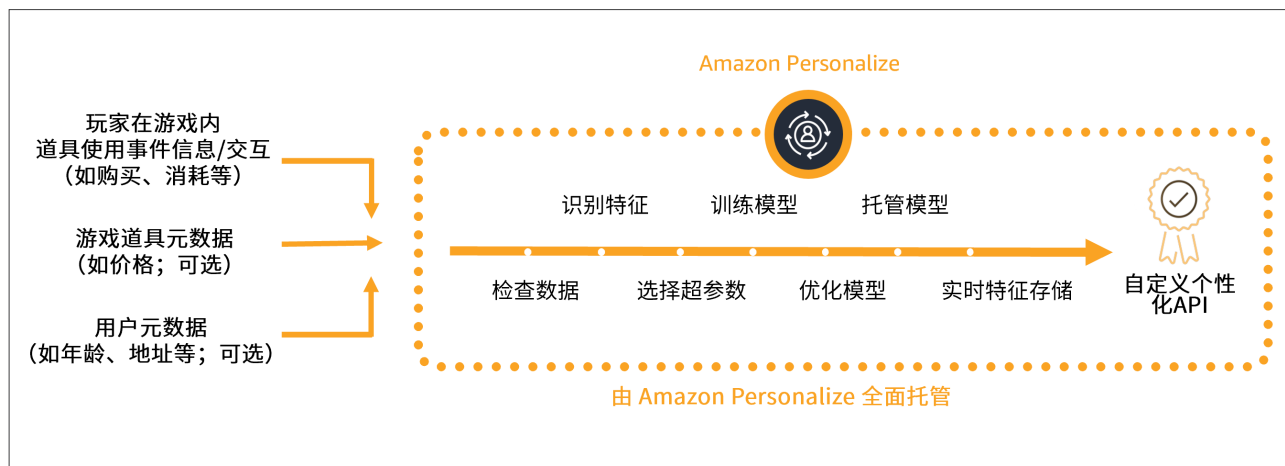 Amazon Personalize
玩家在游戏内
道具使用事件信息/交互
（如购买、消耗等）
游戏道具元数据
（如价格；可选）
用户元数据
（如年龄、地址等；可选）
识别特征
训练模型
托管模型
检查数据
选择超参数
优化模型
实时特征存储
自定义个性
化API
由 Amazon Personalize 全面托管